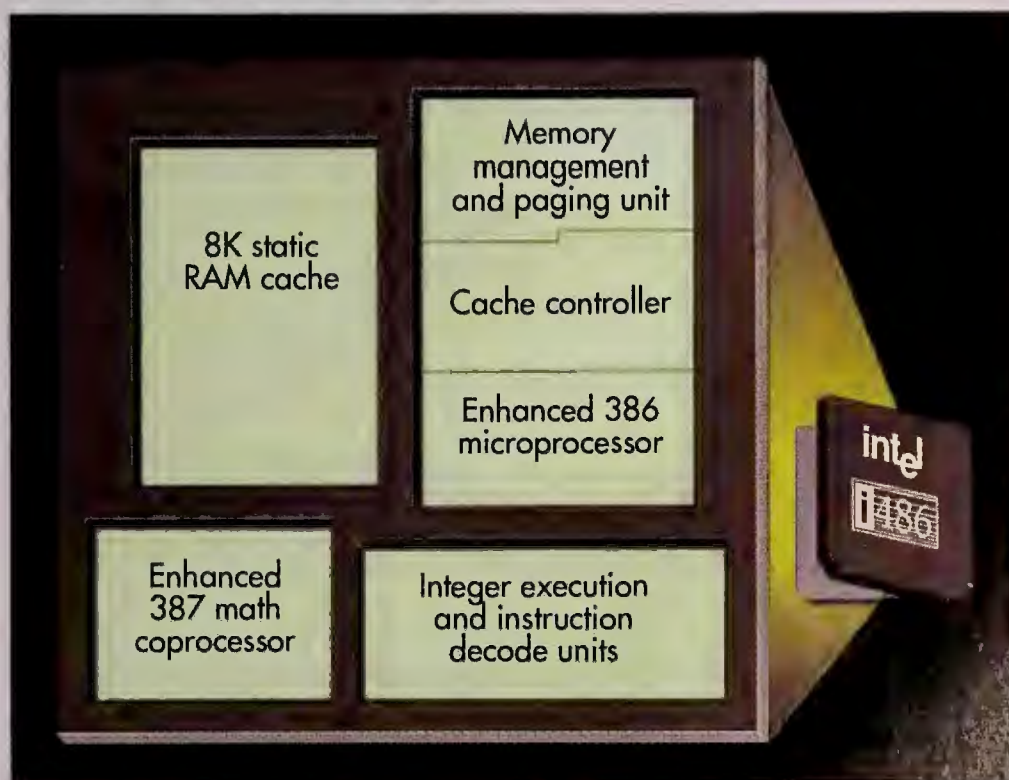 8K static
RAM cache
Memory
management
and paging unit
Cache controller
Enhanced 386
microprocessor
Enhanced
387 math
coprocessor
Integer execution
and instruction
decode units
intel
i486